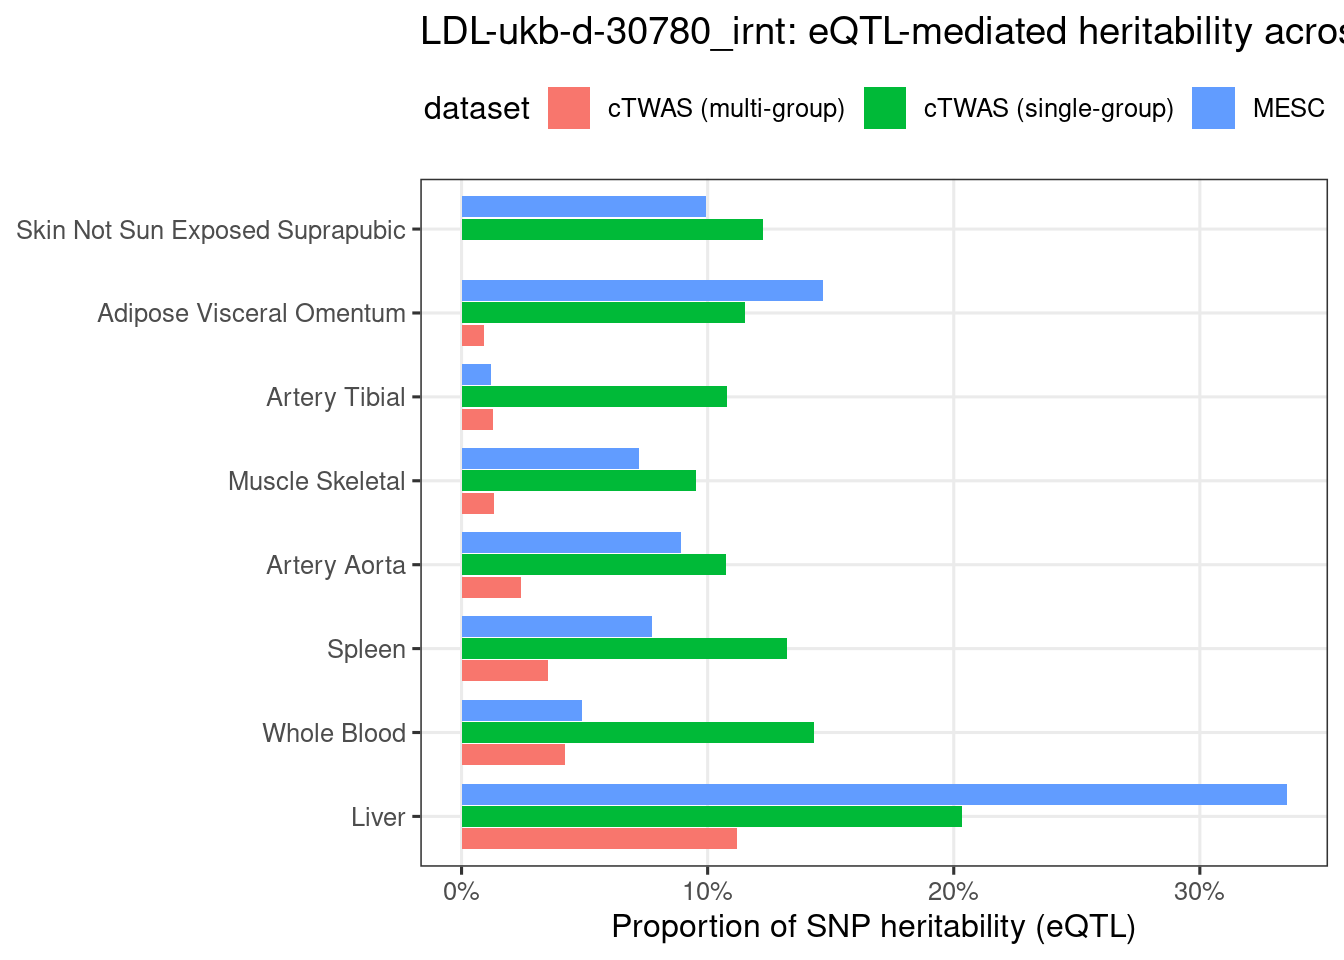 LDL-ukb-d-30780_irnt: eQTL-mediated heritability
dataset cTWAS (multi-group) cTWAS (single-group) MESC
Skin Not Sun Exposed Suprapubic
Adipose Visceral Omentum
Artery Tibial
Muscle Skeletal
Artery Aorta
Spleen
Whole Blood
Liver
0% 10% 20% 30%
Proportion of SNP heritability (eQTL)